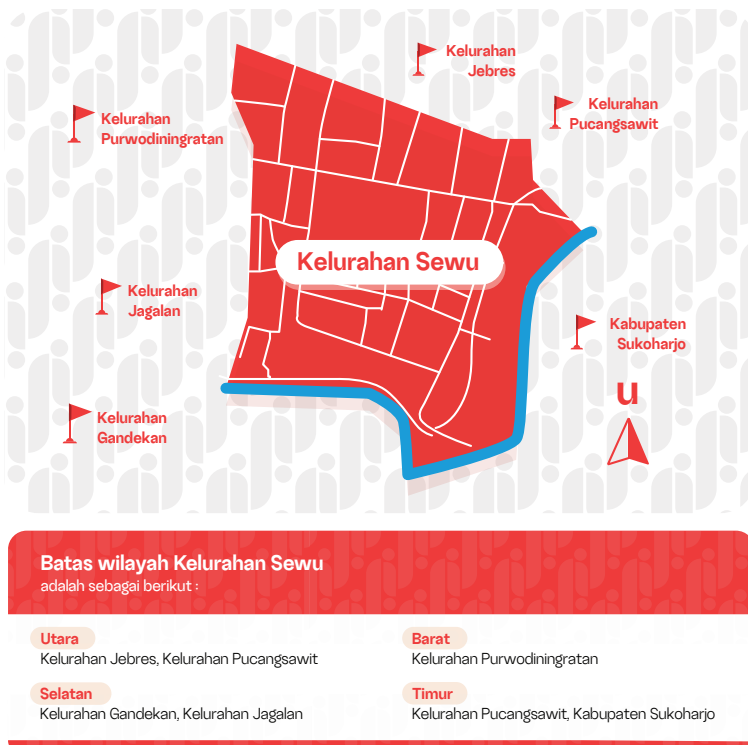 Kelurahan
Jebres
Kelurahan
Pucangsawit
Kelurahan
Purwodiningratan
Kelurahan Sewu
Kelurahan
Jagalan
Kabupaten
Sukoharjo
u
Kelurahan
Gandekan
Batas wilayah Kelurahan Sewu
adalah sebagai berikut :
Utara
Kelurahan Jebres, Kelurahan Pucangsawit
Barat
Kelurahan Purwodiningratan
Selatan
Kelurahan Gandekan, Kelurahan Jagalan
Timur
Kelurahan Pucangsawit, Kabupaten Sukoharjo